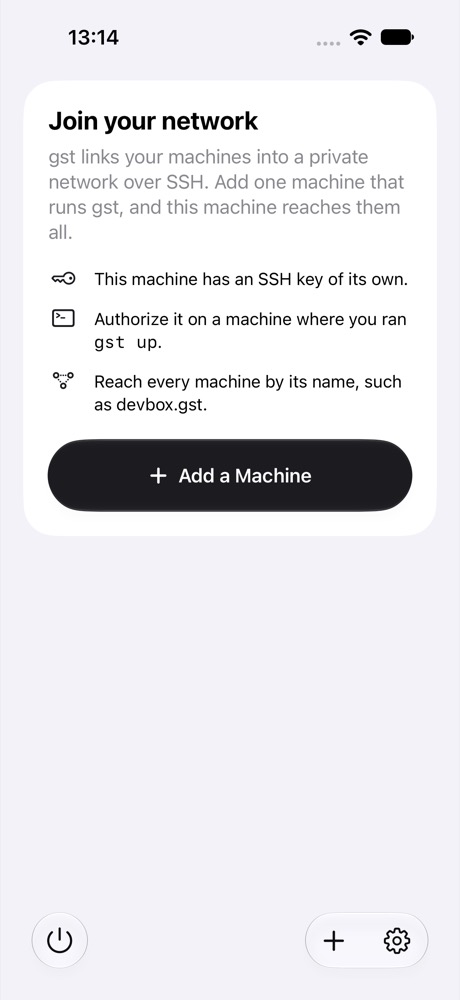 13:14
Join your network
gst links your machines into a private
network over SSH. Add one machine that
runs gst, and this machine reaches them
all.
This machine has an SSH key of its own.
Authorize it on a machine where you ran
gst up.
Reach every machine by its name, such
as devbox.gst.
Add a Machine